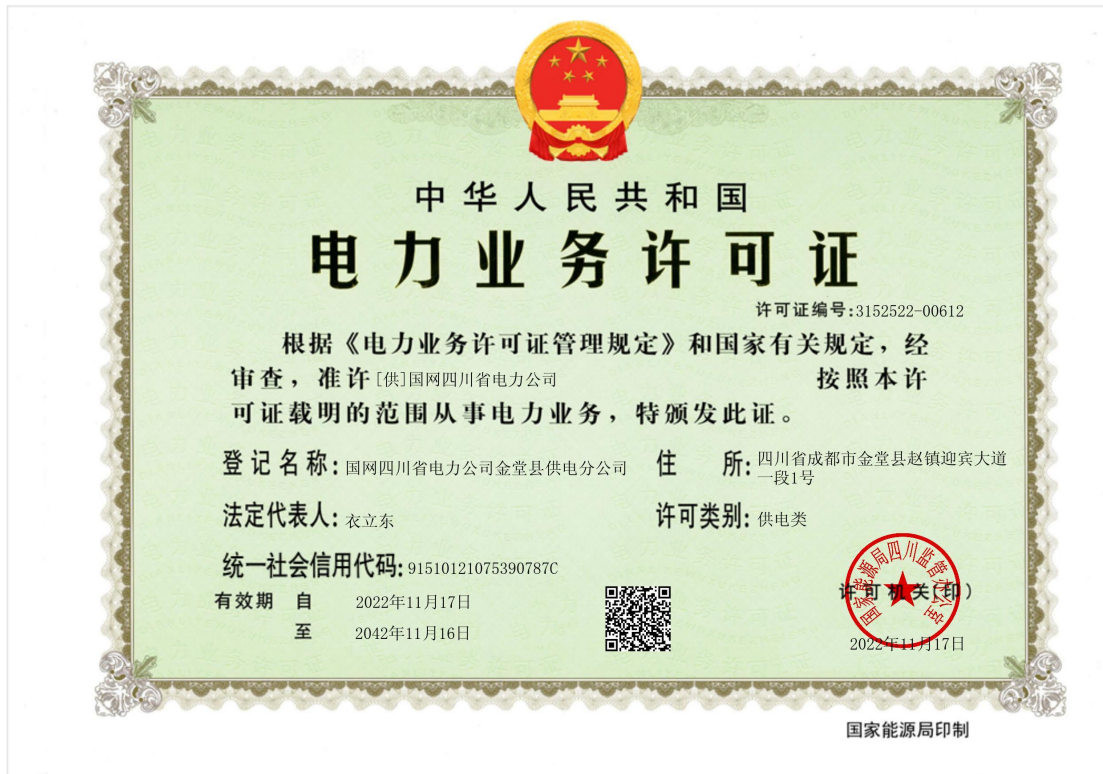 中华人民共和国
电力业务许可证
许可证编号:3152522-00612
根据《电力业务许可证管理规定》和国家有关规定，经
审查，准许[供]国网四川省电力公司 按照本许
可证载明的范围从事电力业务，特颁发此证。
登记名称:国网四川省电力公司金堂县供电分公司
住 所:四川省成都市金堂县赵镇迎宾大道
一段1号
法定代表人:衣立东
许可类别:供电类
统一社会信用代码:91510121075390787C
有效期 自 2022年11月17日
至 2042年11月16日
国家能源局四川监管办公室
许可机关(印)
2022年11月17日
国家能源局印制